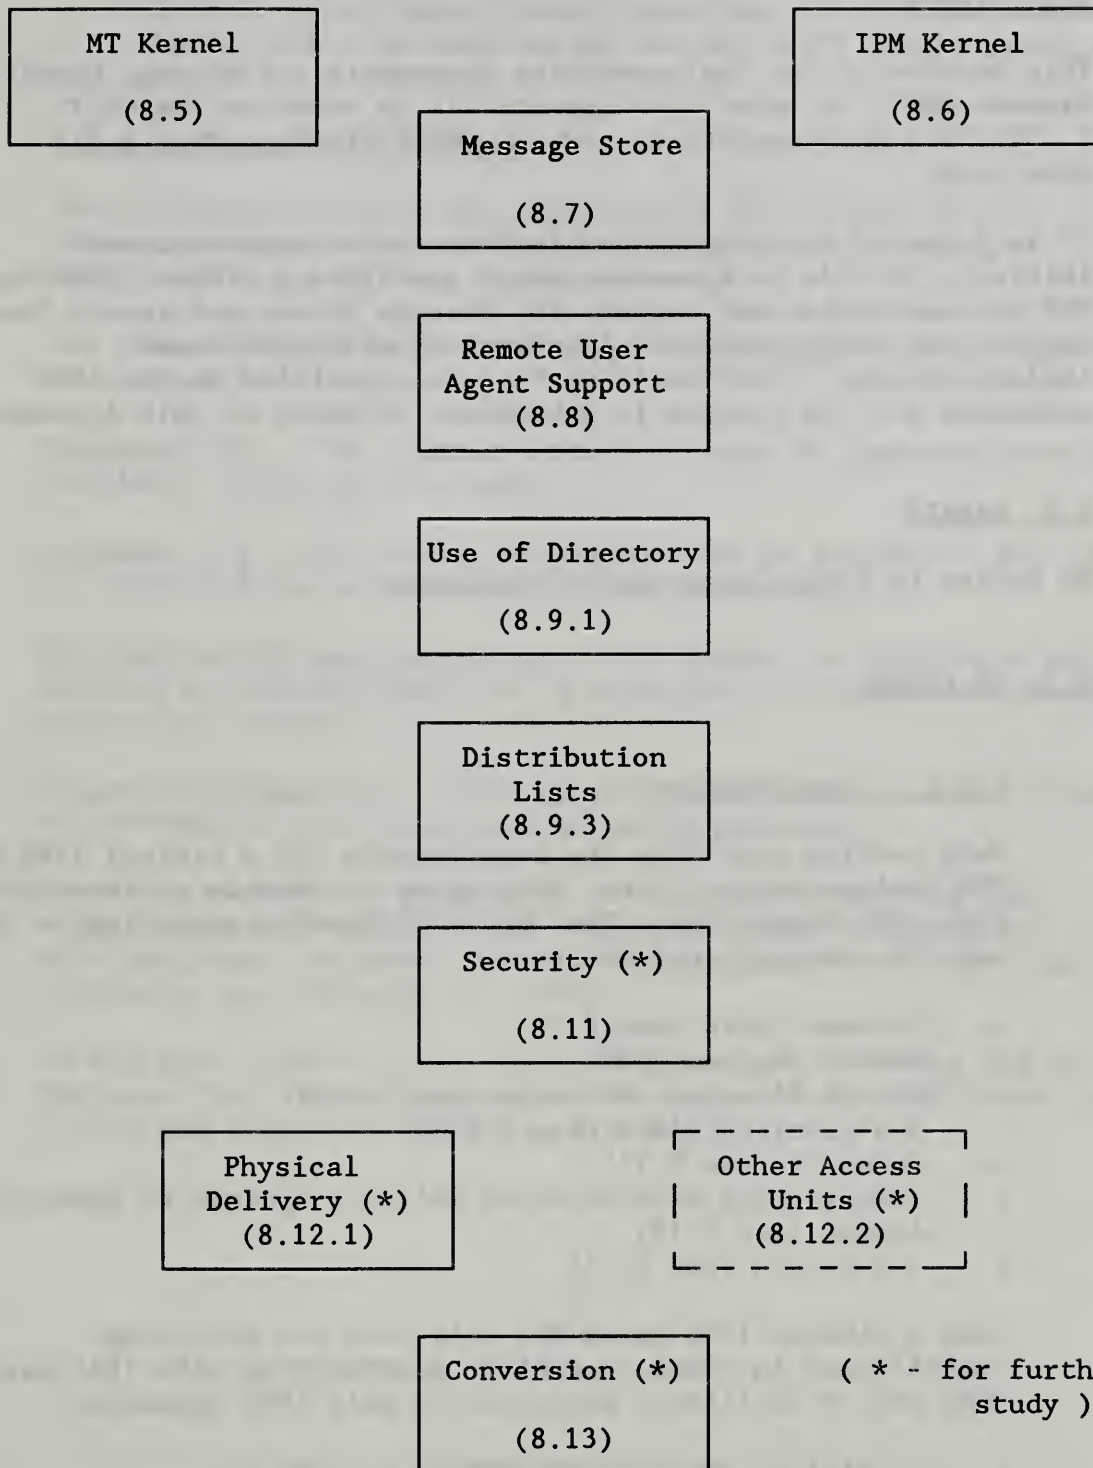 MT Kernel
(8.5)
IPM Kernel
(8.6)
Message Store
(8.7)
Remote User
Agent Support
(8.8)
Use of Directory
(8.9.1)
Distribution
Lists
(8.9.3)
Security (*)
(8.11)
Physical
Delivery (*)
(8.12.1)
Other Access
Units (*)
(8.12.2)
Conversion (*)
(8.13)
( * - for furth
study )